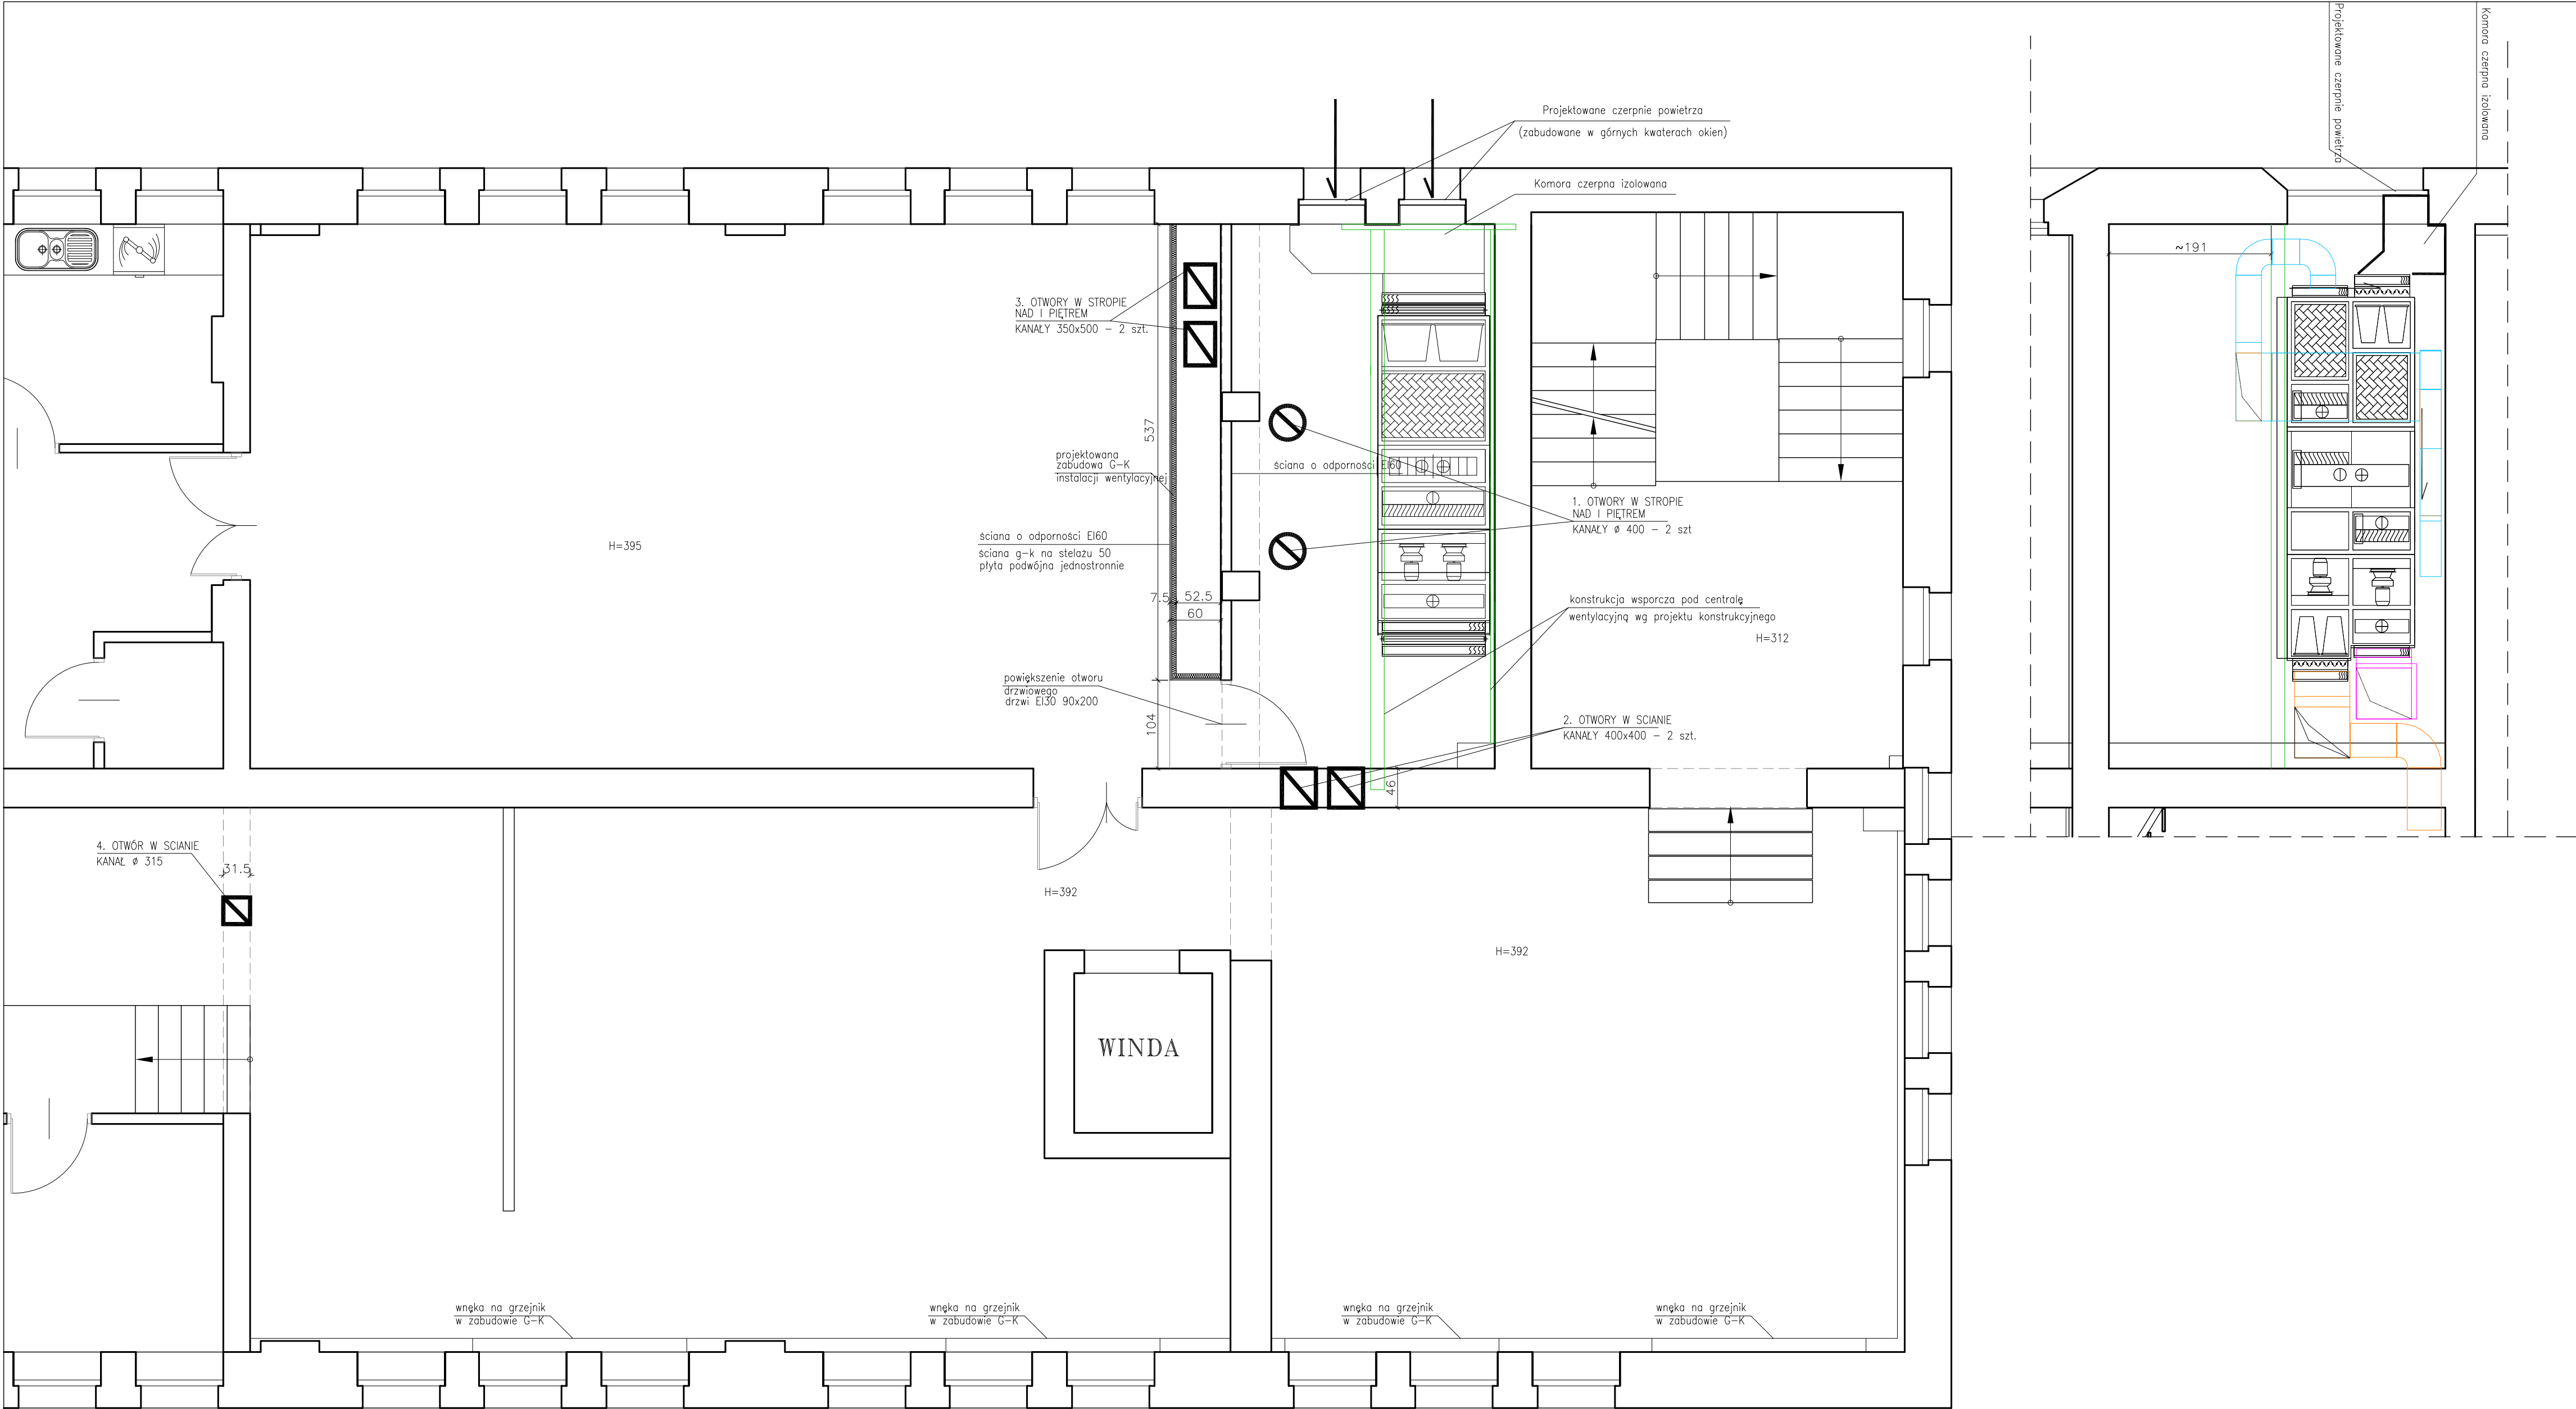 Projektowane czerpnie powietrza
(zabudowane w górnych kwaterach okien)
Komora czerpna izolowana
Projektowane czerpnie powietrza
Komora czerpna izolowana
~191
3. OTWORY W STROPIE
NAD I PIĘTREM
KANAŁY 350x500 – 2 szt.
537
projektowana
zabudowa G–K
instalacji wentylacyjnej
ściana o odporności EI60
1. OTWORY W STROPIE
NAD I PIĘTREM
KANAŁY ø 400 – 2 szt
H=395
ściana o odporności EI60
ściana g–k na stelażu 50
płyta podwójna jednostronnie
7.5
52.5
60
konstrukcja wsporcza pod centralę
wentylacyjną wg projektu konstrukcyjnego
H=312
powiększenie otworu
drzwiowego
drzwi EI30 90x200
104
2. OTWORY W SCIANIE
KANAŁY 400x400 – 2 szt.
46
4. OTWÓR W SCIANIE
KANAŁ ø 315
31.5
H=392
H=392
WINDA
wnęka na grzejnik
w zabudowie G–K
wnęka na grzejnik
w zabudowie G–K
wnęka na grzejnik
w zabudowie G–K
wnęka na grzejnik
w zabudowie G–K